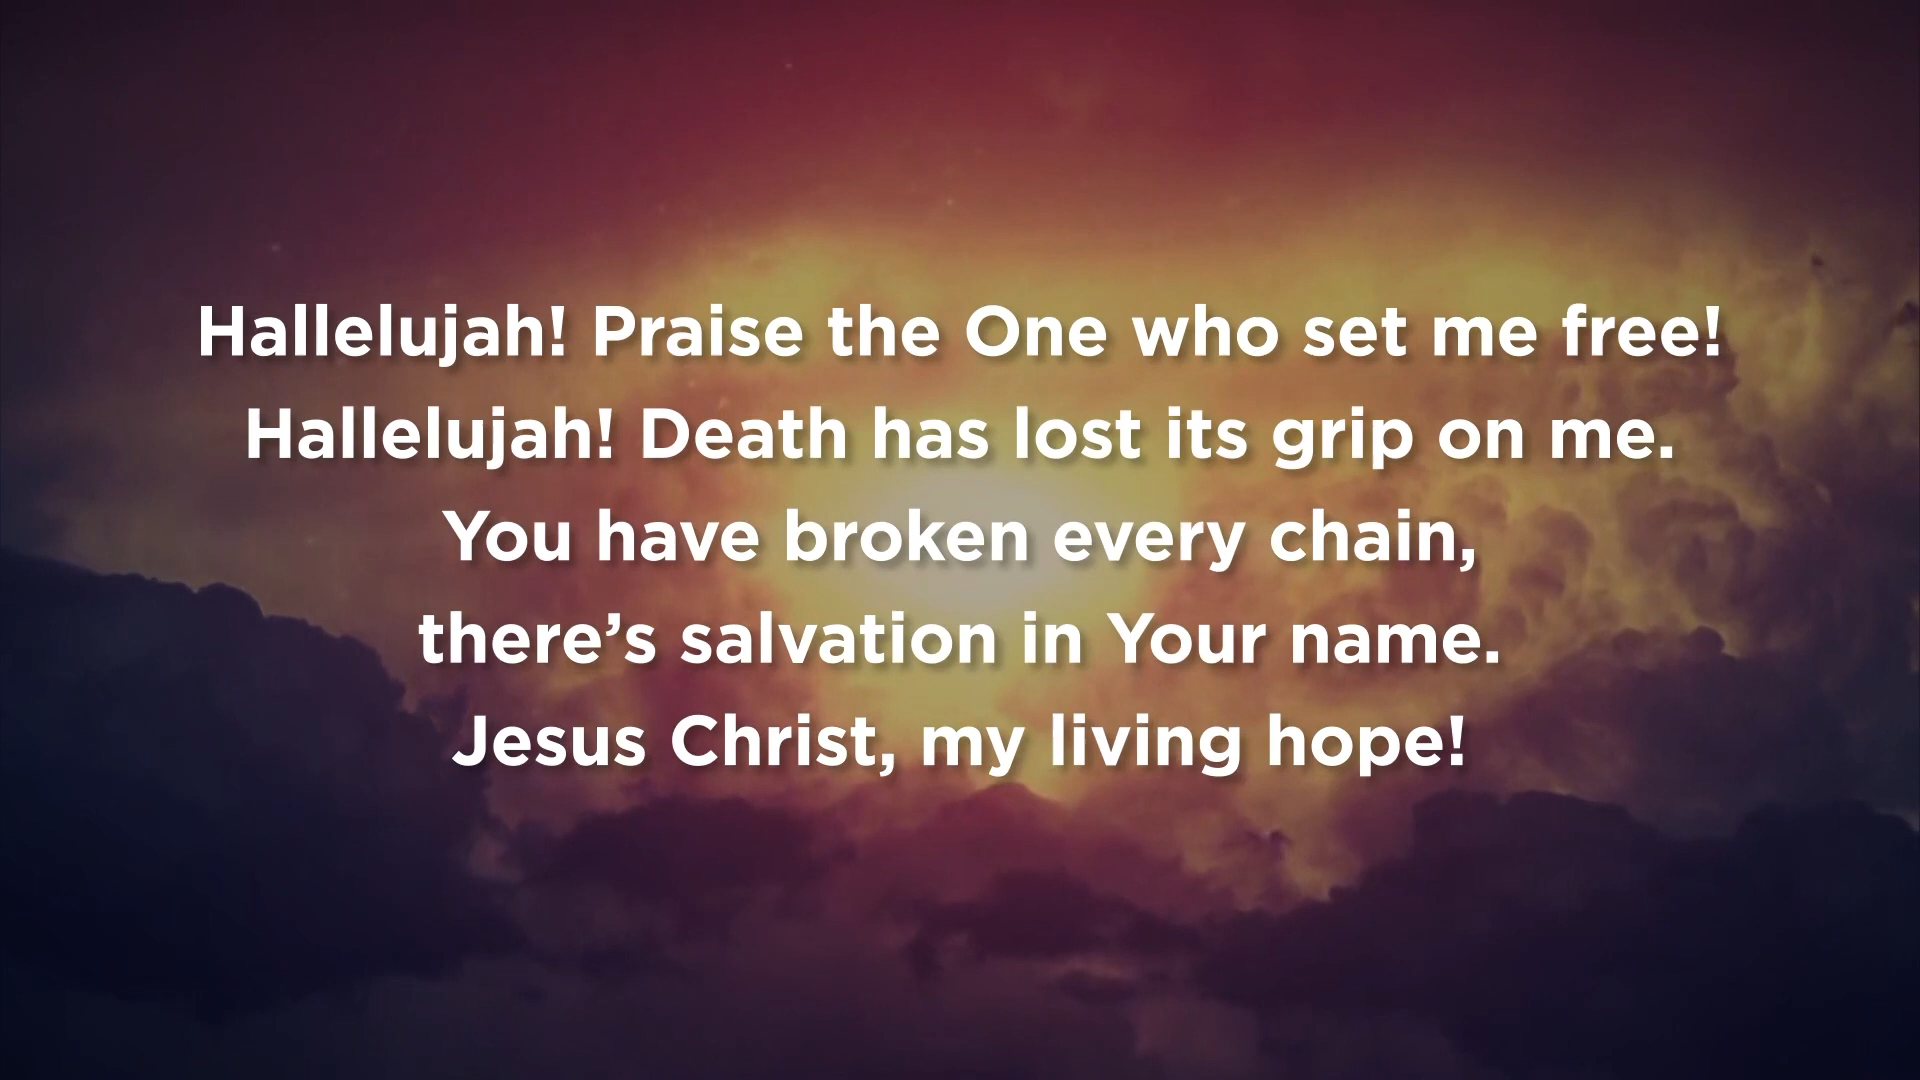 Hallelujah! Praise the One who set me free!
Hallelujah! Death has lost its grip on me.
You have broken every chain,
there’s salvation in Your name.
Jesus Christ, my living hope!